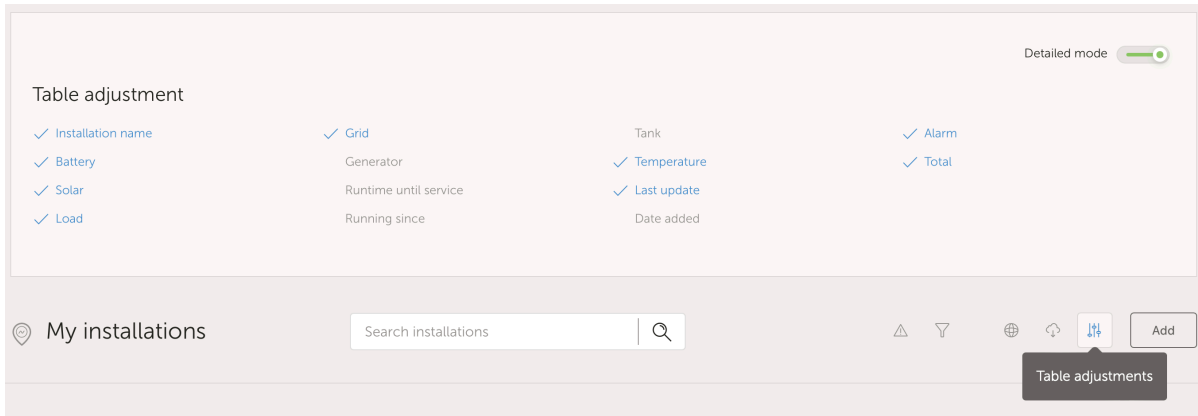 Detailed mode
Table adjustment
Installation name
Grid
Tank
Alarm
Battery
Generator
Temperature
Total
Solar
Runtime until service
Last update
Load
Running since
Date added
My installations
Search installations
Add
Table adjustments